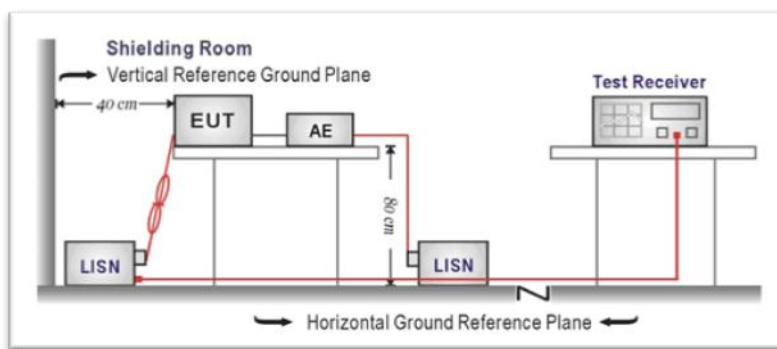 Shielding Room
Vertical Reference Ground Plane
40 cm
EUT
AE
Test Receiver
80 cm
LISN
LISN
Horizontal Ground Reference Plane